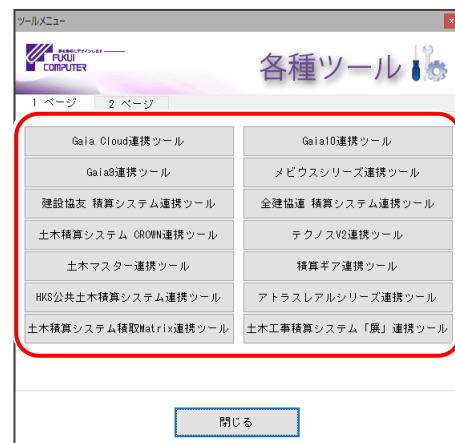 ツールメニュー
FUKUI
COMPUTER
各種ツール
1 ページ 2 ページ
Gaia Cloud連携ツール Gaia10連携ツール
Gaia9連携ツール メビウスシリーズ連携ツール
建設協友 積算システム連携ツール 全建協連 積算システム連携ツール
土木積算システム CROWN連携ツール テクノスV2連携ツール
土木マスター連携ツール 積算ギア連携ツール
HKS公共土木積算システム連携ツール アトラスレアルシリーズ連携ツール
土木積算システム積取Matrix連携ツール 土木工事積算システム「展」連携ツール
閉じる